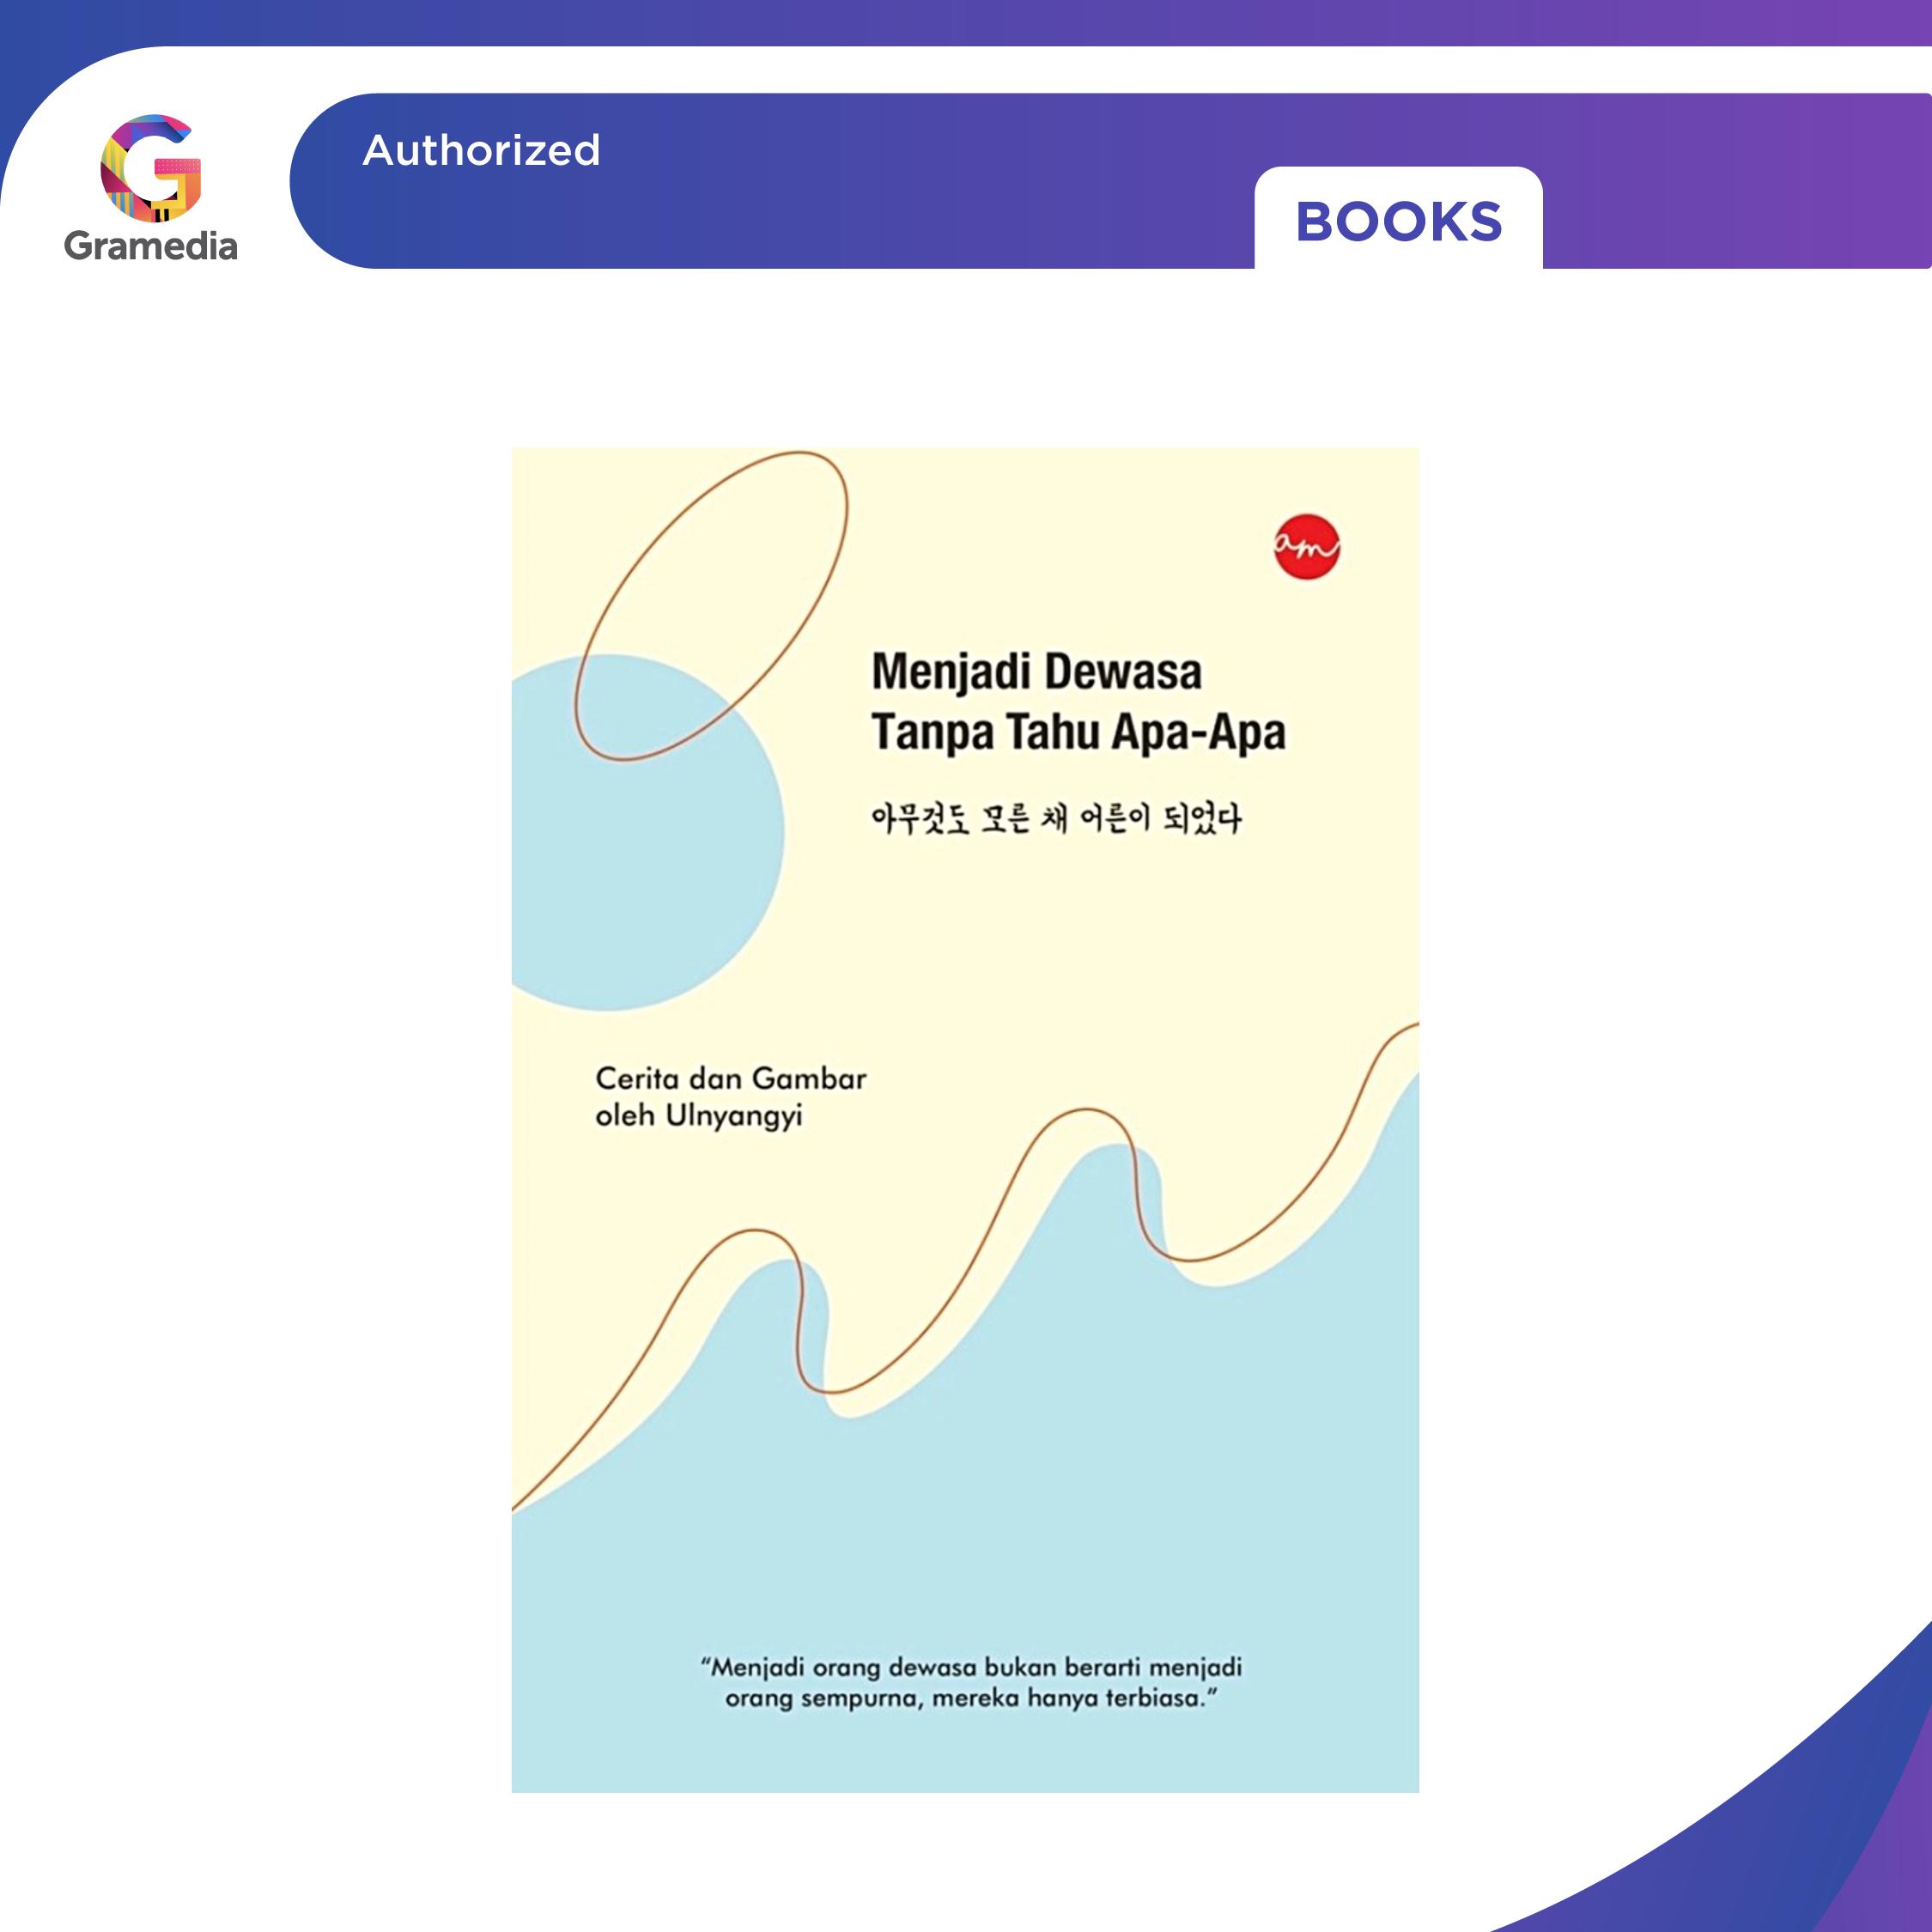 Gramedia
Authorized
BOOKS
am
Menjadi Dewasa
Tanpa Tahu Apa-Apa
아무것도 모른 채 어른이 되었다
Cerita dan Gambar
oleh Ulnyangyi
“Menjadi orang dewasa bukan berarti menjadi
orang sempurna, mereka hanya terbiasa.”